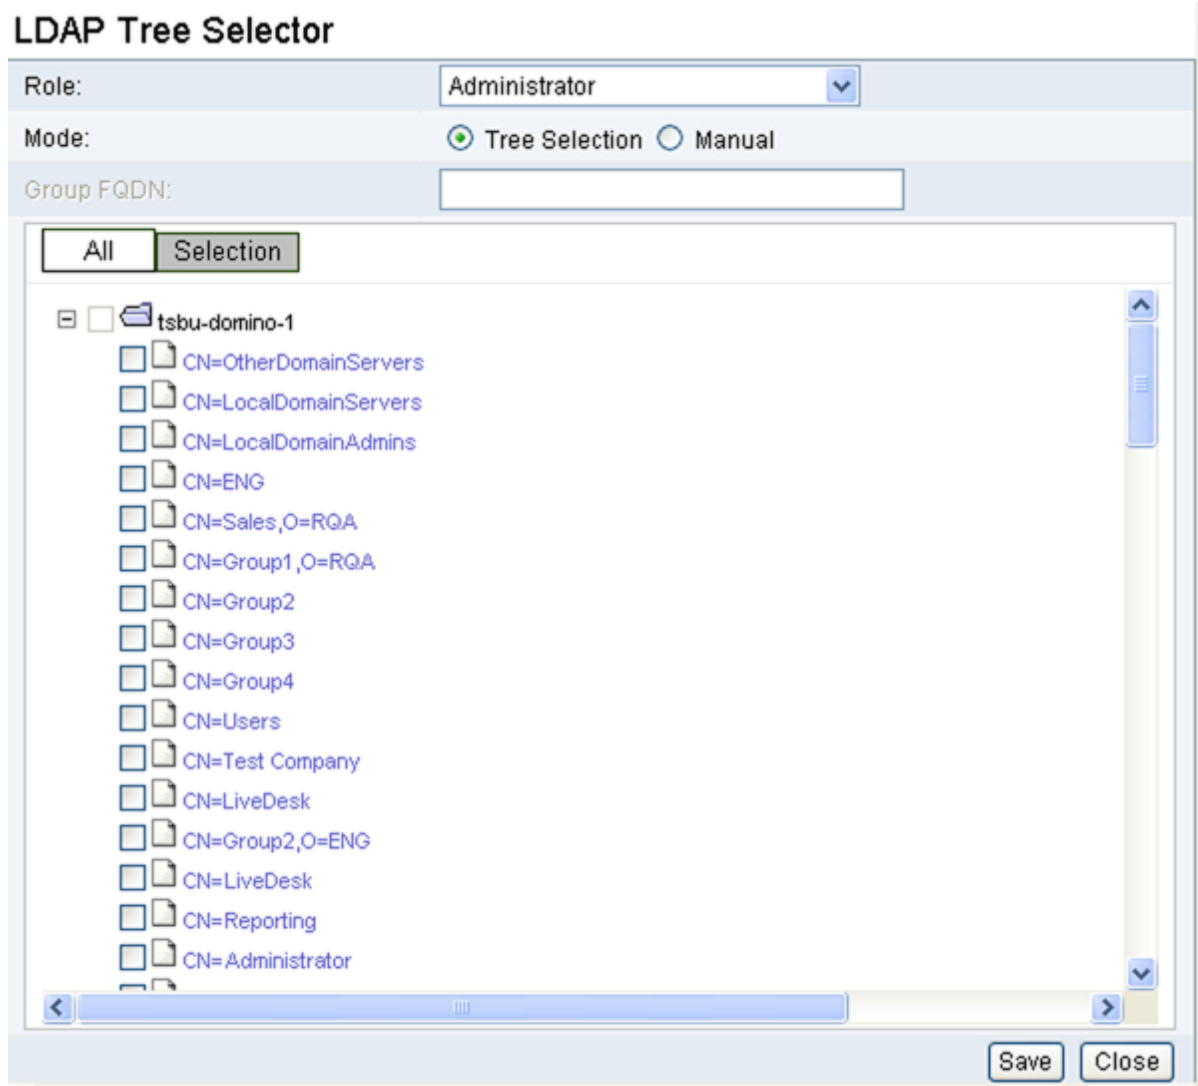 LDAP Tree Selector
Role: Administrator
Mode: Tree Selection Manual
Group FQDN:
All Selection
tsbu-domino-1
CN=OtherDomainServers
CN=LocalDomainServers
CN=LocalDomainAdmins
CN=ENG
CN=Sales,O=RQA
CN=Group1,O=RQA
CN=Group2
CN=Group3
CN=Group4
CN=Users
CN=Test Company
CN=LiveDesk
CN=Group2,O=ENG
CN=LiveDesk
CN=Reporting
CN=Administrator
Save Close